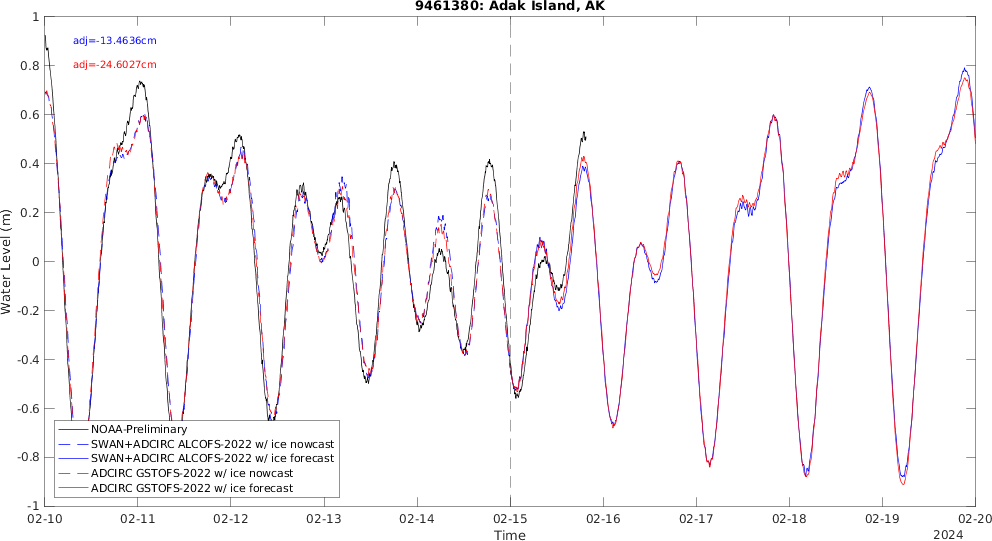 9461380: Adak Island, AK
adj=-13.4636cm
adj=-24.6027cm
Water Level (m)
1
0.8
0.6
0.4
0.2
0
-0.2
-0.4
-0.6
-0.8
-1
NOAA-Preliminary
SWAN+ADCIRC ALCOFS-2022 w/ ice nowcast
SWAN+ADCIRC ALCOFS-2022 w/ ice forecast
ADCIRC GSTOFS-2022 w/ ice nowcast
ADCIRC GSTOFS-2022 w/ ice forecast
02-10 02-11 02-12 02-13 02-14 02-15 02-16 02-17 02-18 02-19 02-20
Time
2024